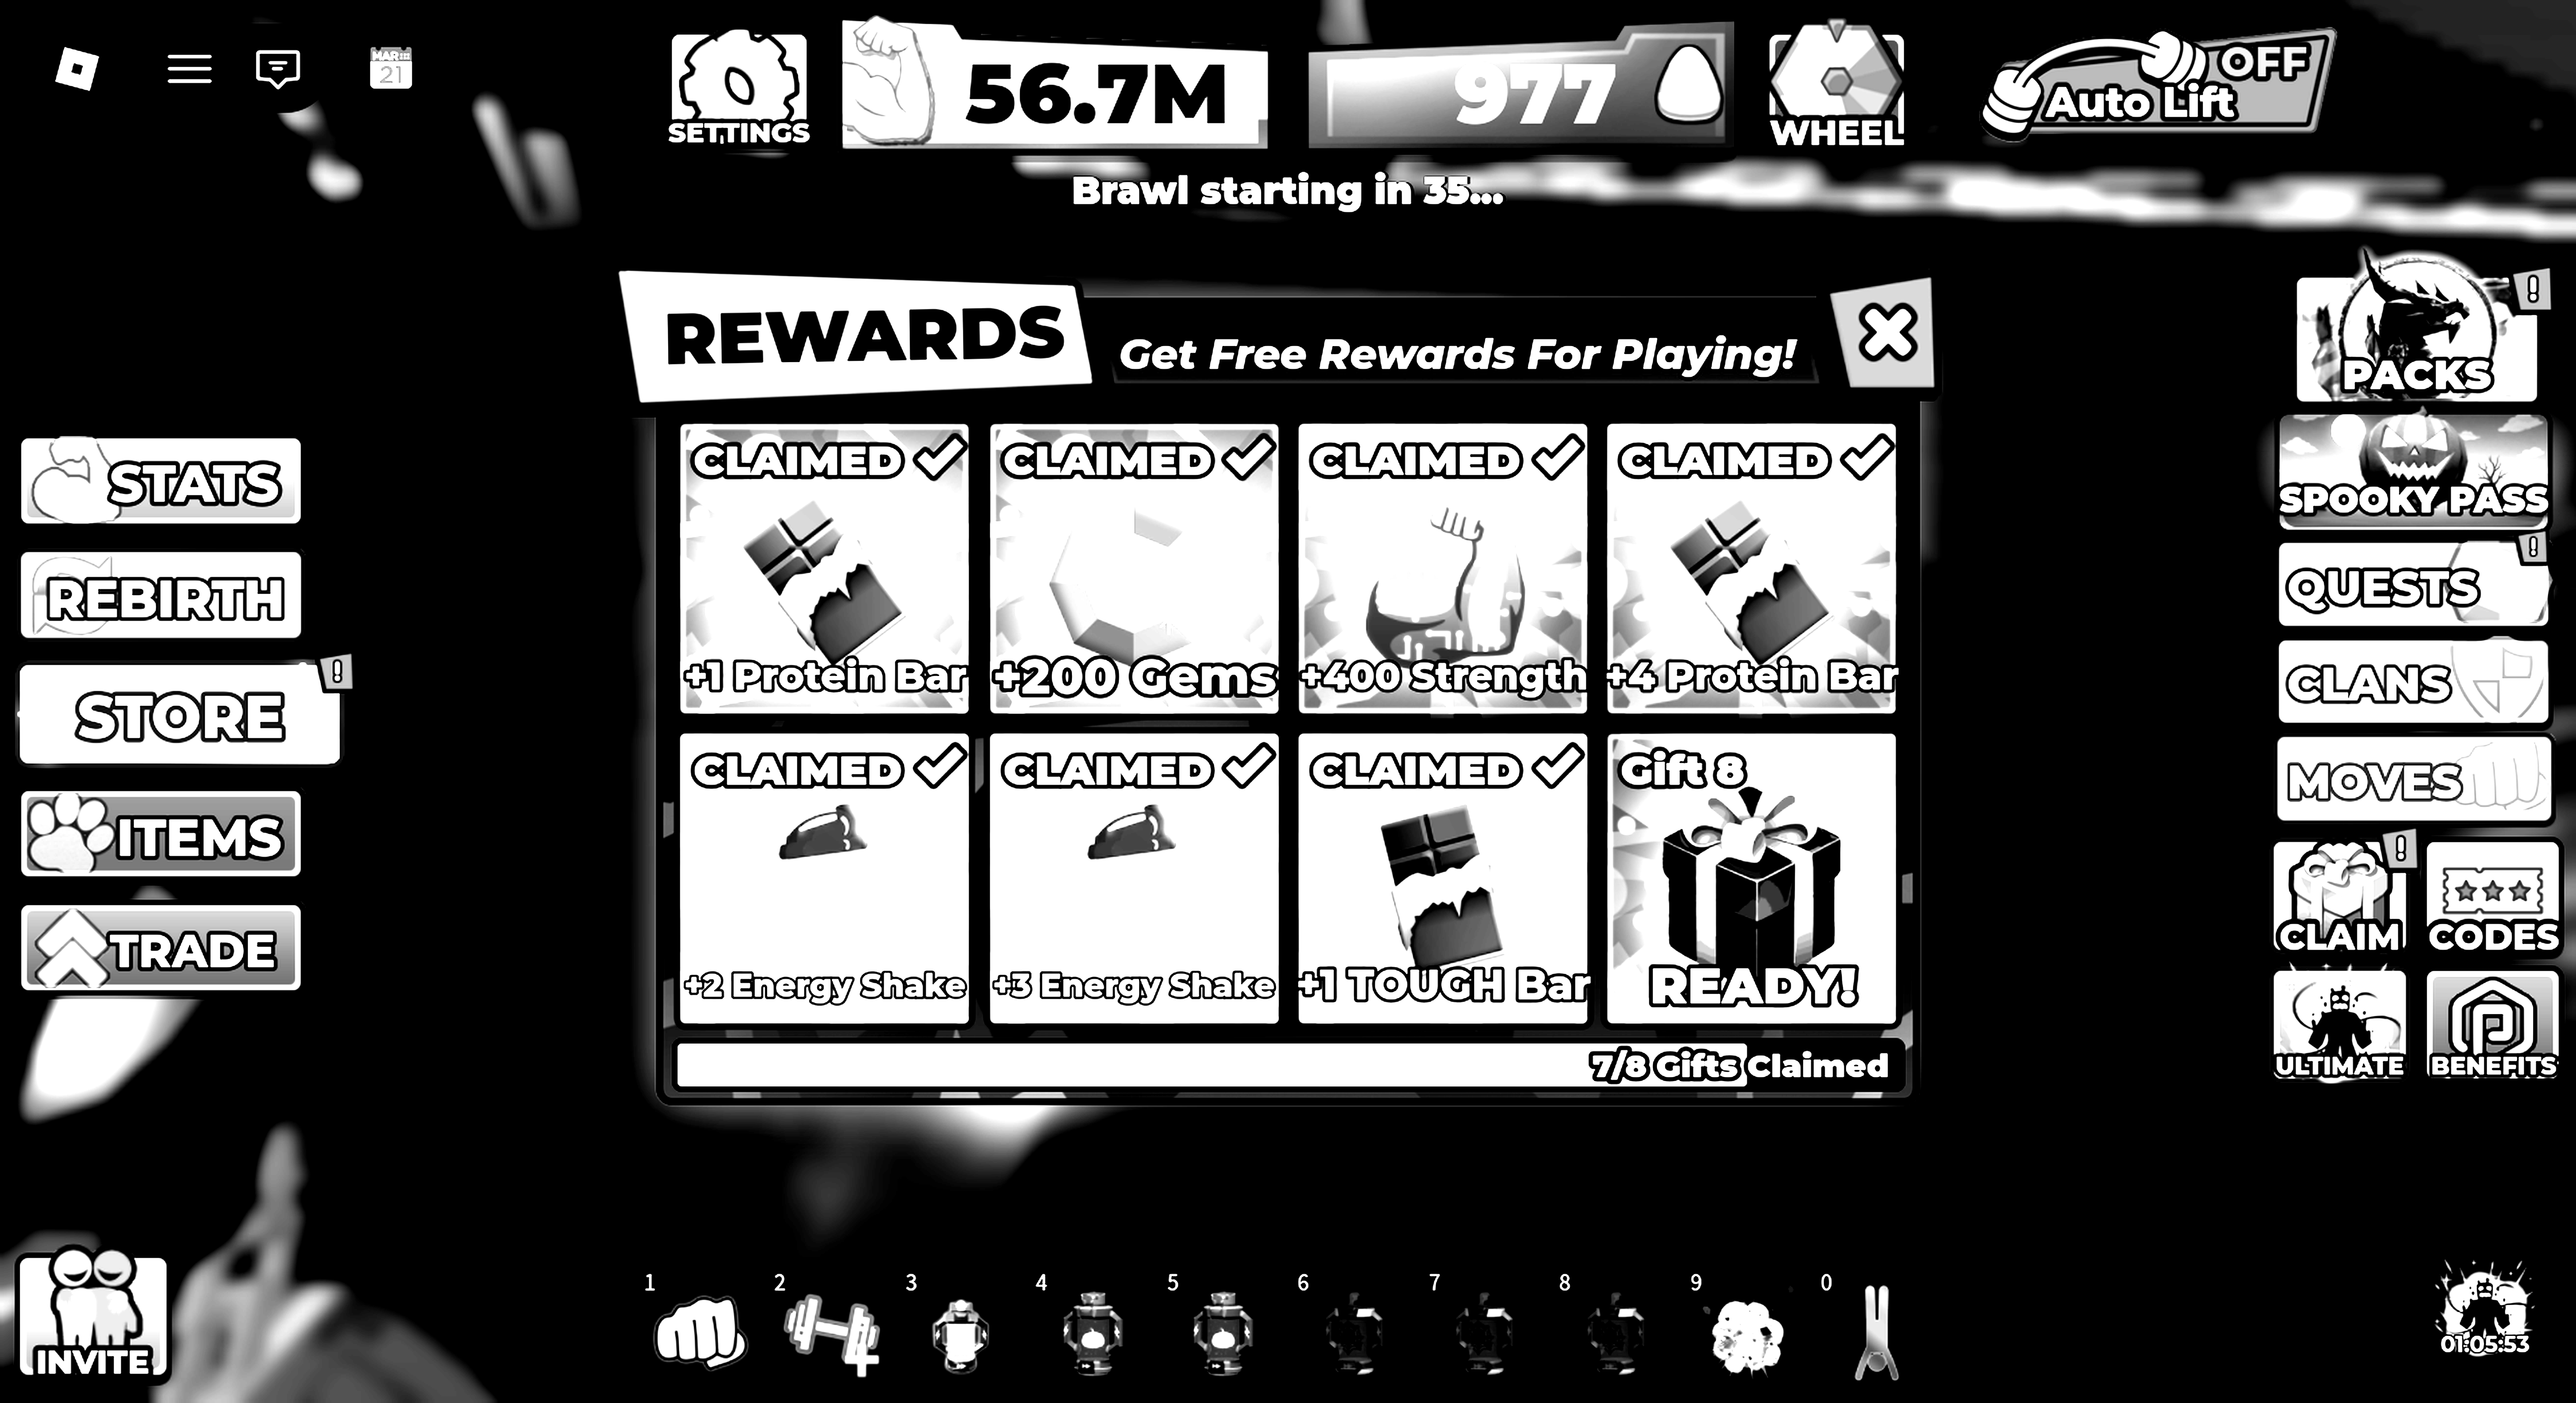 MAR
21
SETTINGS
56.7M
977
WHEEL
OFF
Auto Lift
Brawl starting in 35...
REWARDS
Get Free Rewards For Playing!
PACKS
!
SPOOKY PASS
QUESTS
!
CLANS
MOVES
CLAIM
!
CODES
ULTIMATE
BENEFITS
STATS
REBIRTH
STORE
!
ITEMS
TRADE
CLAIMED
+1 Protein Bar
CLAIMED
+200 Gems
CLAIMED
+400 Strength
CLAIMED
+4 Protein Bar
CLAIMED
+2 Energy Shake
CLAIMED
+3 Energy Shake
CLAIMED
+1 TOUGH Bar
Gift 8
READY!
7/8 Gifts Claimed
INVITE
1
2
3
4
5
6
7
8
9
0
01:05:53